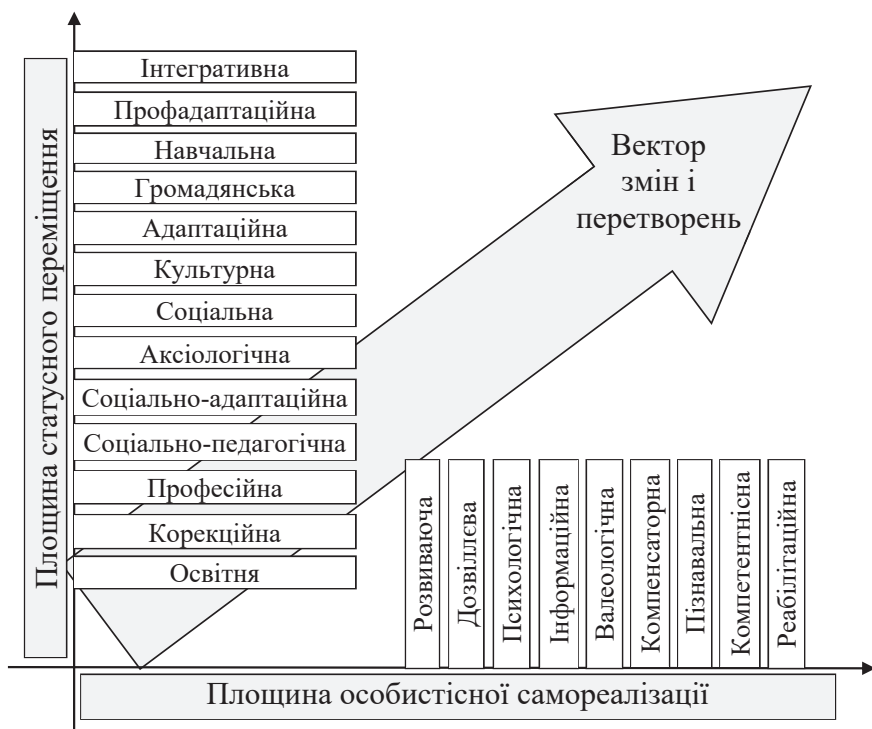 Площина статусного переміщення
Інтегративна
Профадаптаційна
Навчальна
Громадянська
Адаптаційна
Культурна
Соціальна
Аксіологічна
Соціально-адаптаційна
Соціально-педагогічна
Професійна
Корекційна
Освітня
Вектор
змін і
перетворень
Розвиваюча
Дозвіллєва
Психологічна
Інформаційна
Валеологічна
Компенсаторна
Пізнавальна
Компетентнісна
Реабілітаційна
Площина особистісної самореалізації